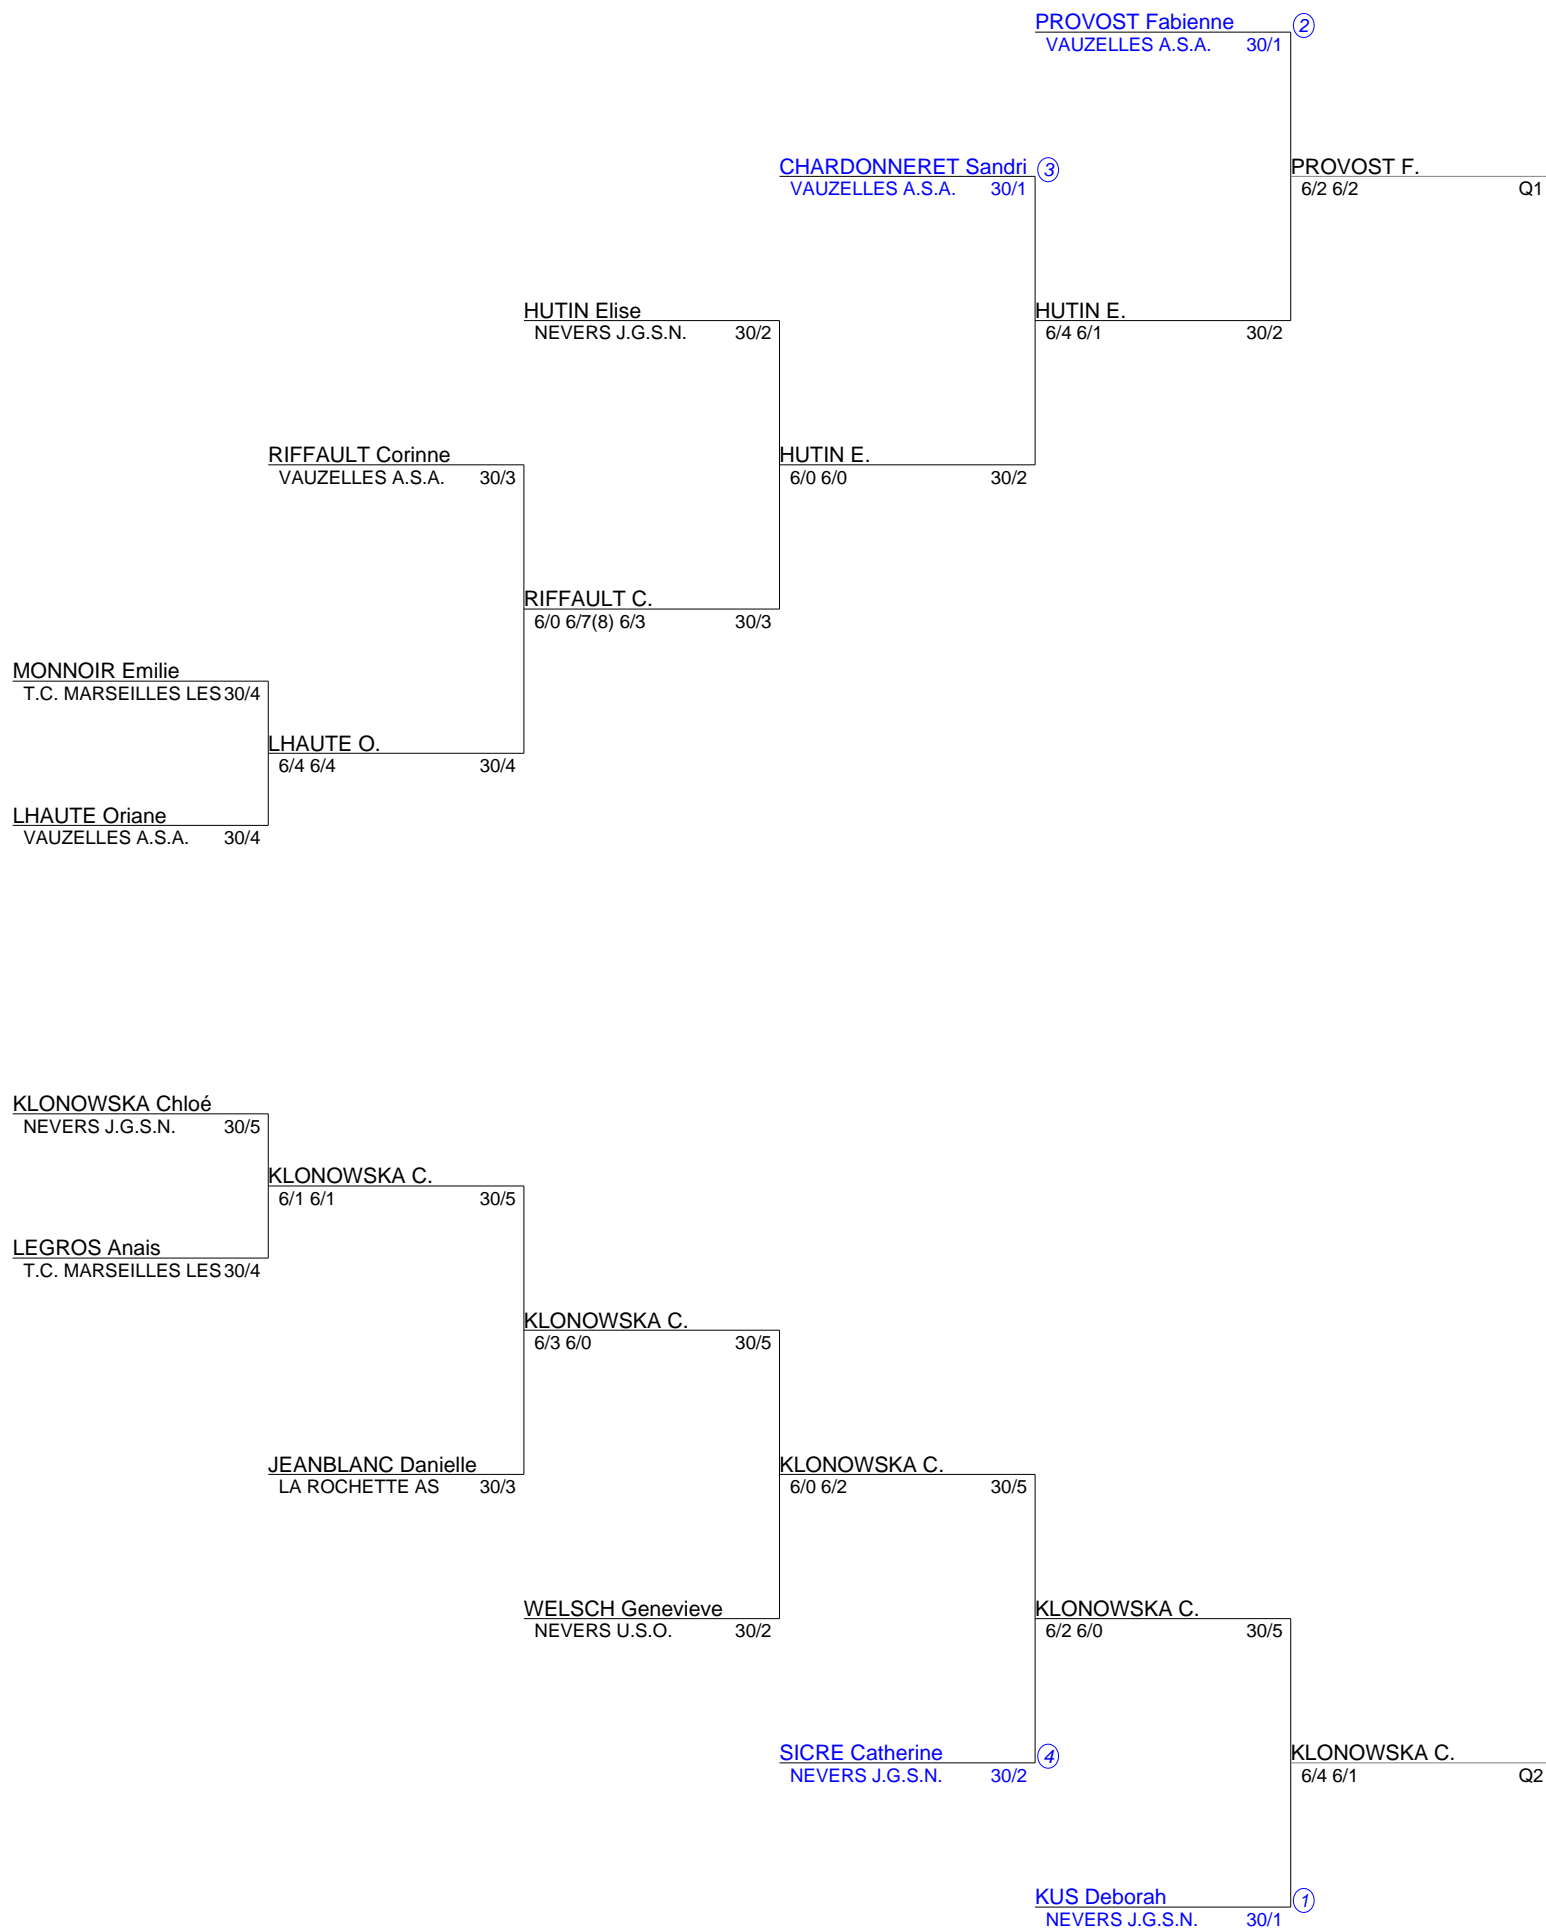 PROVOST Fabienne 2
VAUZELLES A.S.A. 30/1
CHARDONNERET Sandri 3
VAUZELLES A.S.A. 30/1
PROVOST F.
6/2 6/2 Q1
HUTIN Elise
NEVERS J.G.S.N. 30/2
HUTIN E.
6/4 6/1 30/2
RIFFAULT Corinne
VAUZELLES A.S.A. 30/3
HUTIN E.
6/0 6/0 30/2
RIFFAULT C.
6/0 6/7(8) 6/3 30/3
MONNOIR Emilie
T.C. MARSEILLES LES 30/4
LHAUTE O.
6/4 6/4 30/4
LHAUTE Oriane
VAUZELLES A.S.A. 30/4
KLONOWSKA Chloé
NEVERS J.G.S.N. 30/5
KLONOWSKA C.
6/1 6/1 30/5
LEGROS Anais
T.C. MARSEILLES LES 30/4
KLONOWSKA C.
6/3 6/0 30/5
JEANBLANC Danielle
LA ROCHETTE AS 30/3
KLONOWSKA C.
6/0 6/2 30/5
WELSCH Genevieve
NEVERS U.S.O. 30/2
KLONOWSKA C.
6/2 6/0 30/5
SICRE Catherine 4
NEVERS J.G.S.N. 30/2
KLONOWSKA C.
6/4 6/1 Q2
KUS Deborah 1
NEVERS J.G.S.N. 30/1